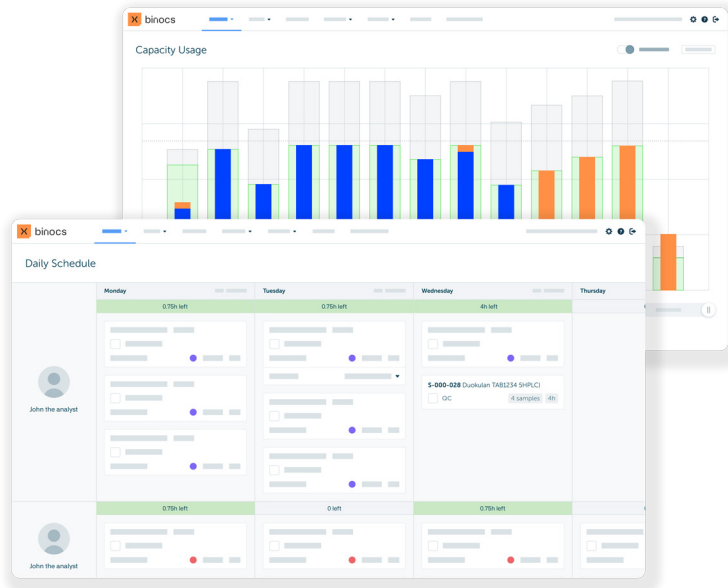 binocs
Capacity Usage
binocs
Daily Schedule
Monday
Tuesday
Wednesday
Thursday
0.75h left
0.75h left
4h left
S-000-028 Duokulan TAB1234 5HPLC)
QC
4 samples
4h
John the analyst
0.75h left
0 left
0.75h left
John the analyst